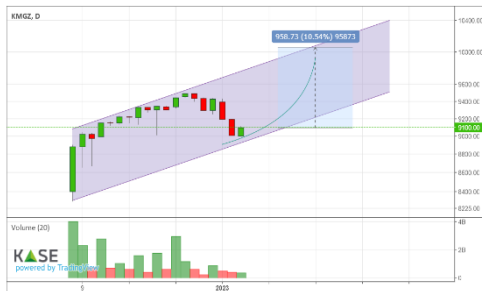 KMGZ, D
958.73 (10.54%) 95873
10400.00
10000.00
9600.00
9400.00
9200.00
9100.00
9000.00
8800.00
8600.00
8400.00
8225.00
Volume (20)
4B
2B
0
KASE
powered by TradingView
9
2023